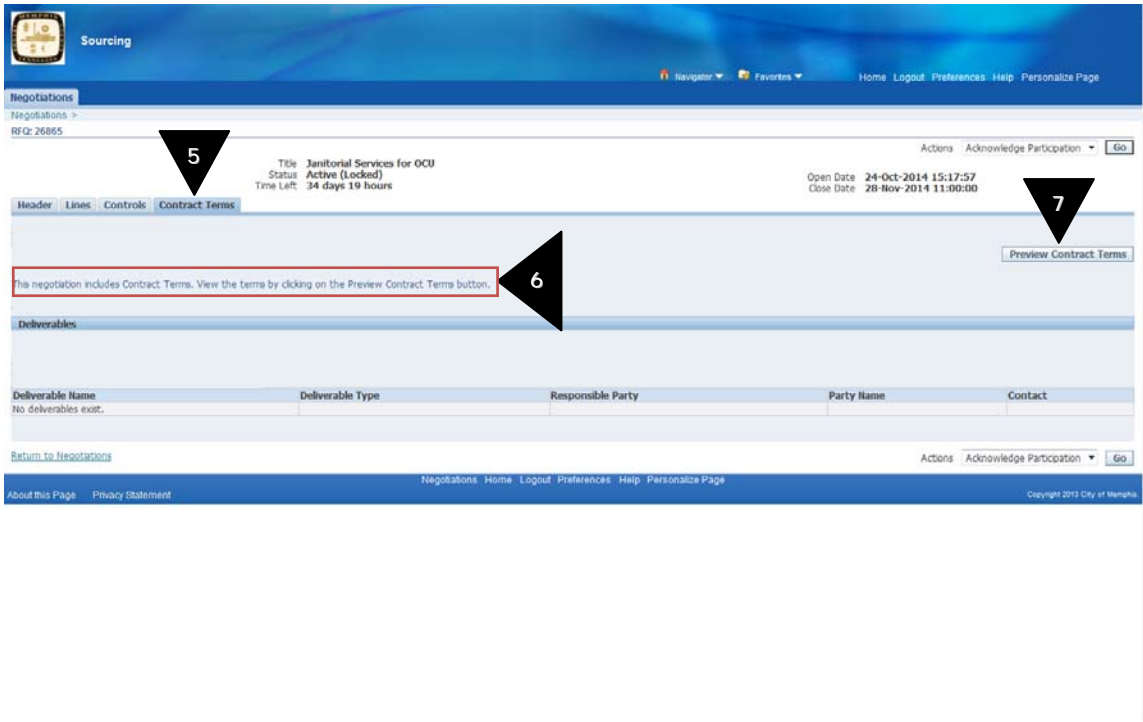 MEMPHIS
TENNESSEE
Sourcing
Navigator Favorites Home Logout Preferences Help Personalize Page
Negotiations
Negotiations >
RFQ: 26865
Actions Acknowledge Participation Go
5
Title Janitorial Services for OCU
Status Active (Locked)
Time Left 34 days 19 hours
Open Date 24-Oct-2014 15:17:57
Close Date 28-Nov-2014 11:00:00
Header Lines Controls Contract Terms
7
Preview Contract Terms
This negotiation includes Contract Terms. View the terms by clicking on the Preview Contract Terms button.
6
Deliverables
Deliverable Name Deliverable Type Responsible Party Party Name Contact
No deliverables exist.
Return to Negotiations
Actions Acknowledge Participation Go
Negotiations Home Logout Preferences Help Personalize Page
About this Page Privacy Statement
Copyright 2013 City of Memphis.